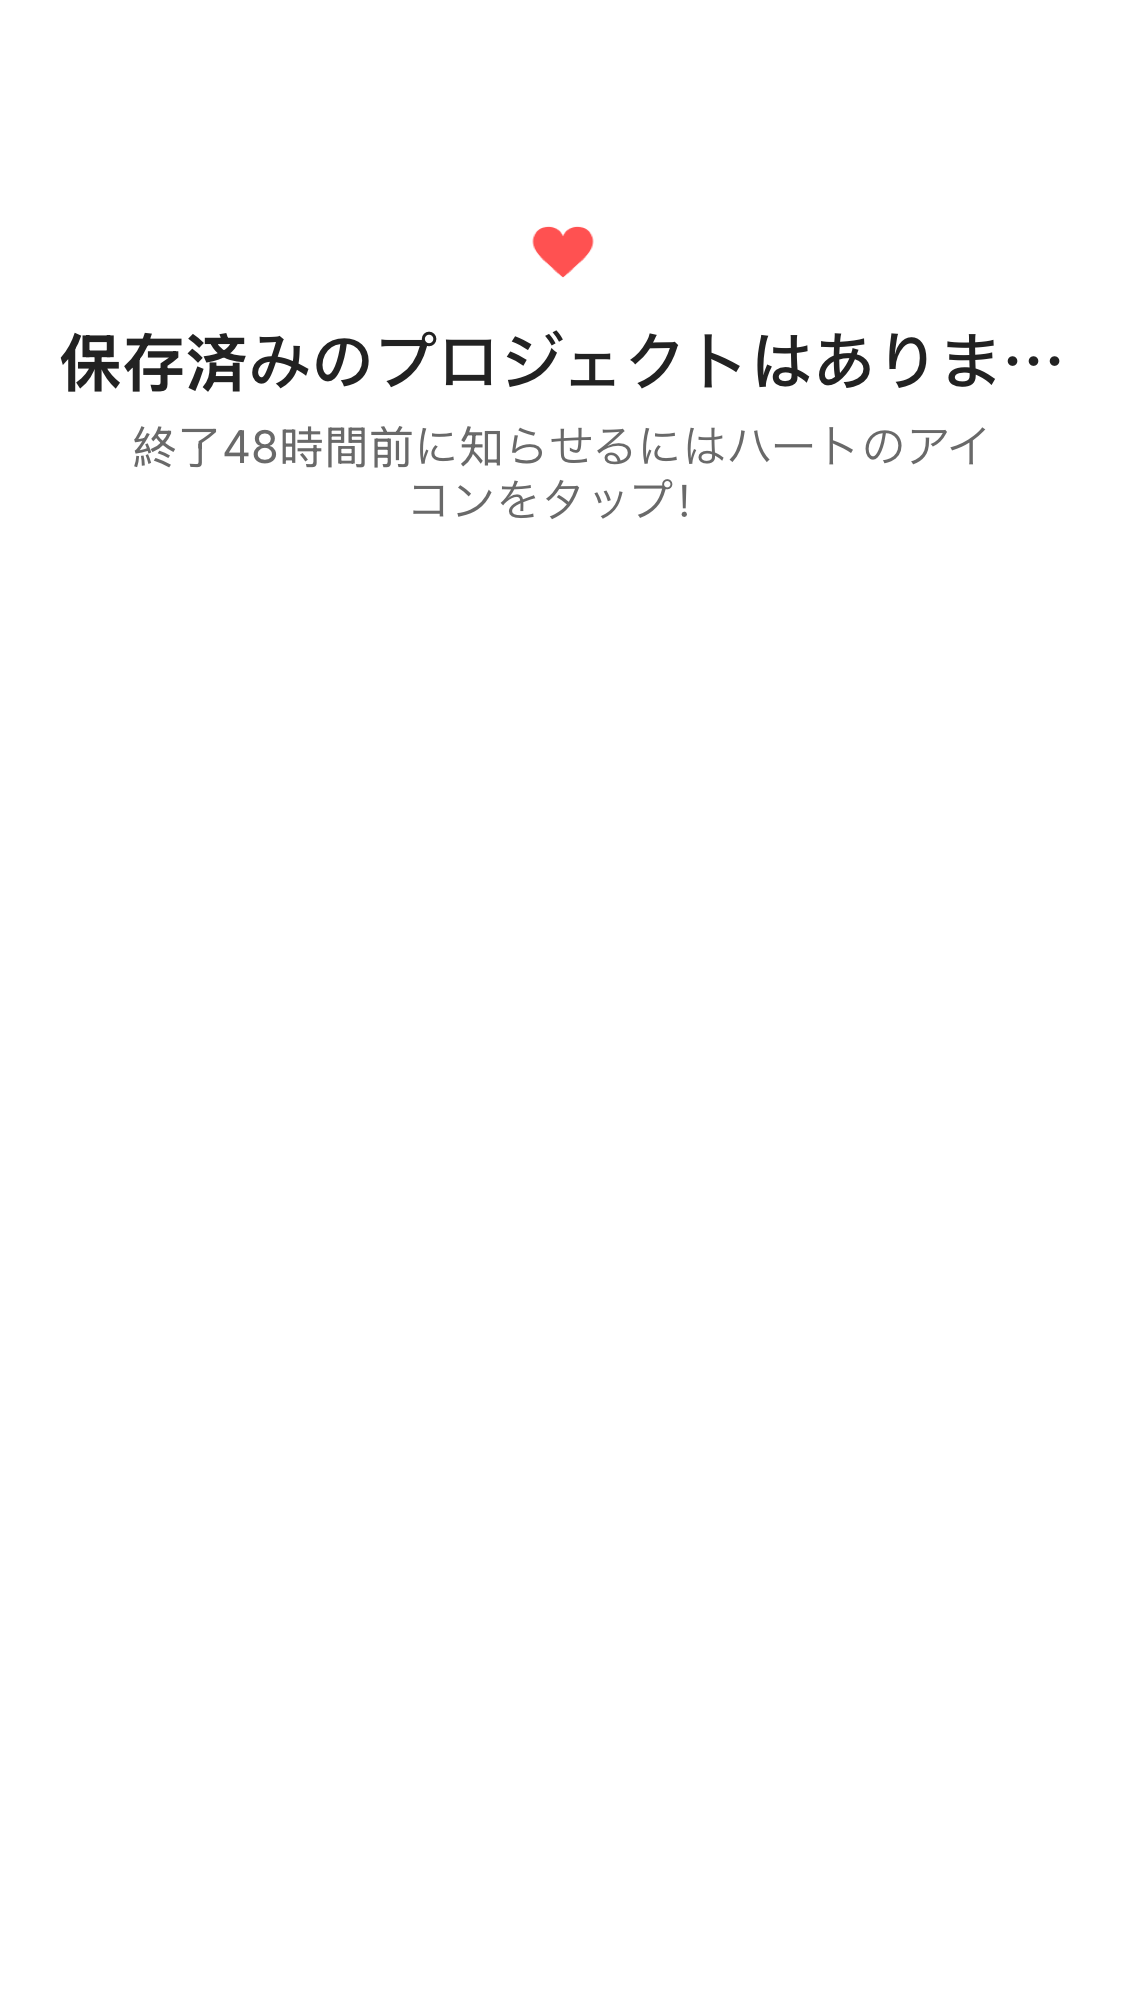 保存済みのプロジェクトはありま…
終了48時間前に知らせるにはハートのアイ
コンをタップ！